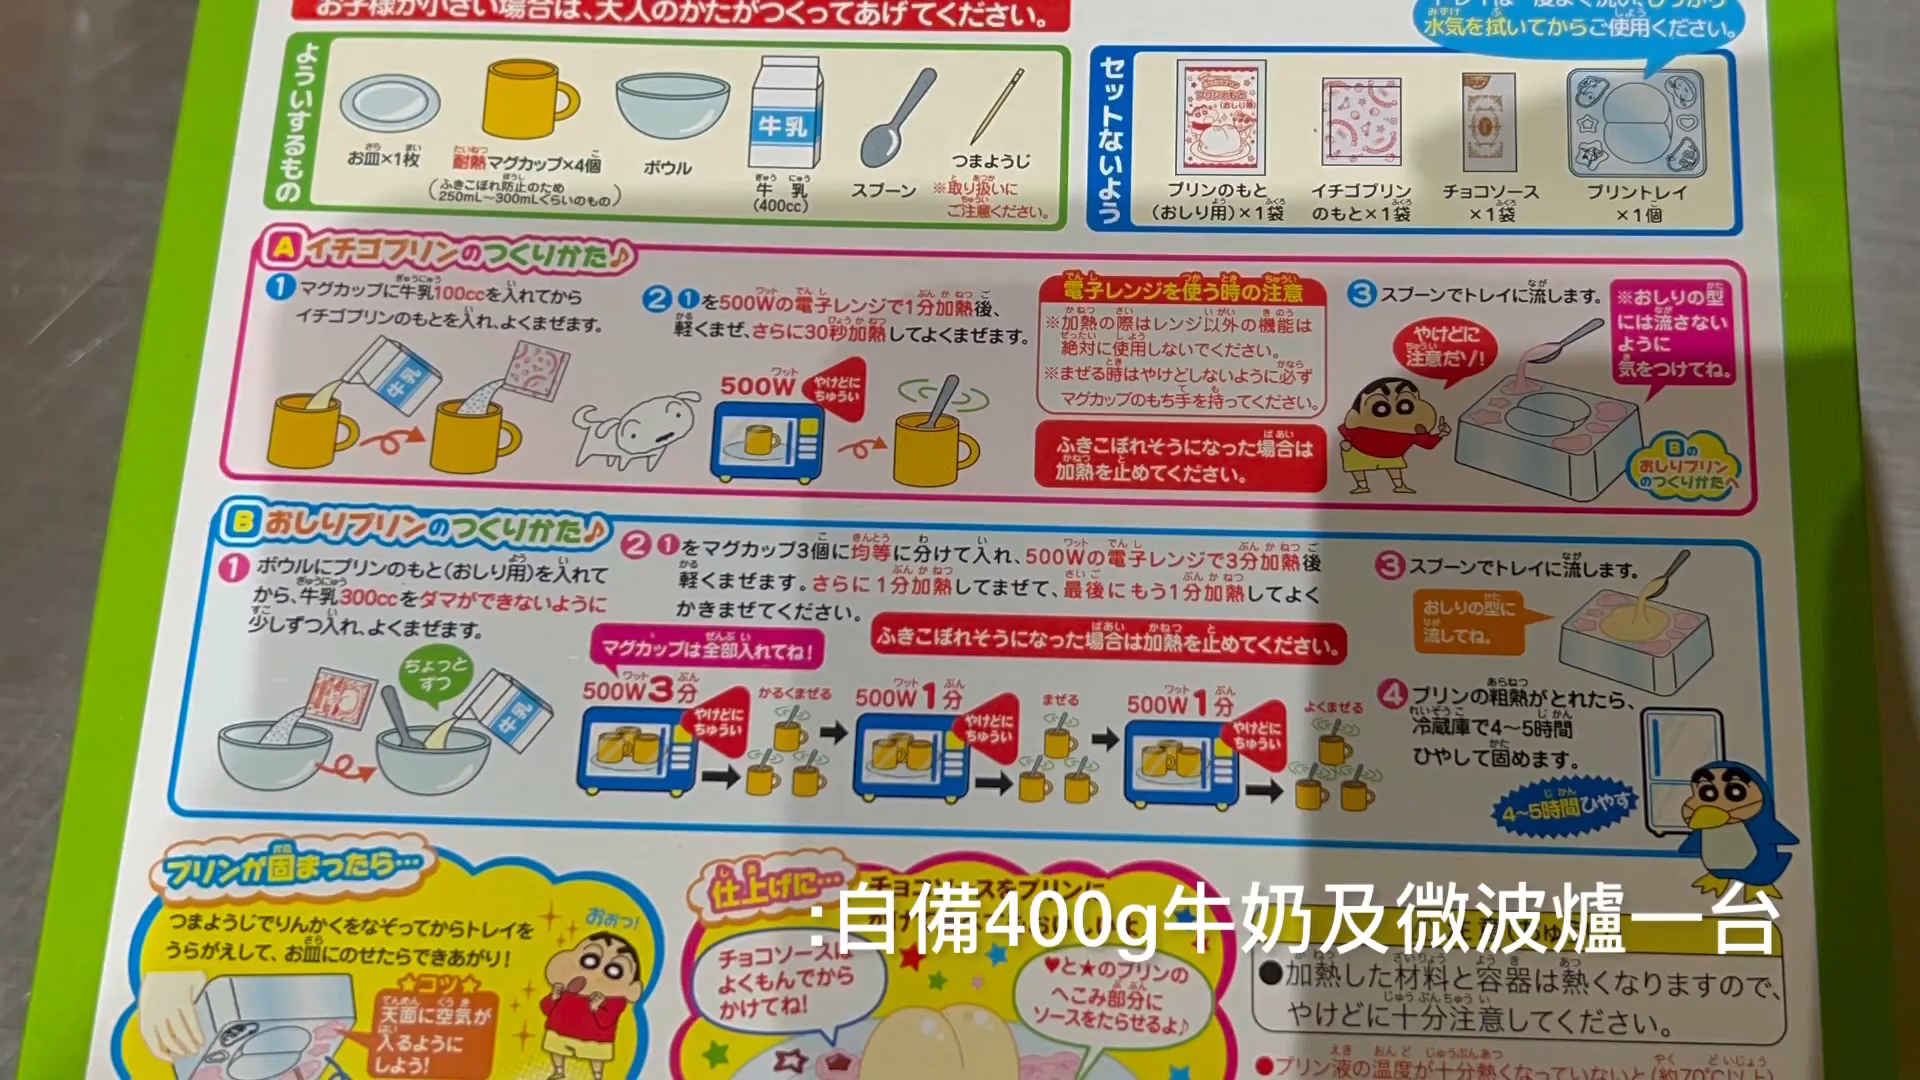 お子様が小さい場合は、大人のかたがつくってあげてください。
水気を拭いてからご使用ください。
よういするもの
お皿×1枚
耐熱マグカップ×4個
(ふきこぼれ防止のため
250mL〜300mLくらいのもの)
ボウル
牛乳
牛乳
(400cc)
スプーン
つまようじ
※取り扱いに
ご注意ください。
セットないよう
プリンのもと
(おしり用)×1袋
イチゴプリン
のもと×1袋
チョコソース
×1袋
プリントレイ
×1個
A イチゴプリンのつくりかた♪
1 マグカップに牛乳100ccを入れてから
イチゴプリンのもとを入れ、よくまぜます。
牛乳
2 1を500Wの電子レンジで1分加熱後、
軽くまぜ、さらに30秒加熱してよくまぜます。
500W
やけどに
ちゅうい
電子レンジを使う時の注意
※加熱の際はレンジ以外の機能は
絶対に使用しないでください。
※まぜる時はやけどしないように必ず
マグカップのもち手を持ってください。
ふきこぼれそうになった場合は
加熱を止めてください。
3 スプーンでトレイに流します。
やけどに
注意だゾ!
※おしりの型
には流さない
ように
気をつけてね。
Bの
おしりプリン
のつくりかたへ
B おしりプリンのつくりかた♪
1 ボウルにプリンのもと(おしり用)を入れて
から、牛乳300ccをダマができないように
少しずつ入れ、よくまぜます。
ちょっと
ずつ
牛乳
2 1をマグカップ3個に均等に分けて入れ、500Wの電子レンジで3分加熱後
軽くまぜます。さらに1分加熱してまぜて、最後にもう1分加熱してよく
かきまぜてください。
マグカップは全部入れてね!
ふきこぼれそうになった場合は加熱を止めてください。
500W3分
やけどに
ちゅうい
かるくまぜる
500W1分
やけどに
ちゅうい
まぜる
500W1分
やけどに
ちゅうい
よくまぜる
3 スプーンでトレイに流します。
おしりの型に
流してね。
4 プリンの粗熱がとれたら、
冷蔵庫で4〜5時間
ひやして固めます。
4〜5時間ひやす
プリンが固まったら…
つまようじでりんかくをなぞってからトレイを
うらがえして、お皿にのせたらできあがり!
おぉっ!
★コツ★
天面に空気が
入るように
しよう!
仕上げに…
チョコソースをプリンに
チョコソースは
よくもんでから
かけてね!
♥と★のプリンの
へこみ部分に
ソースをたらせるよ♪
:自備400g牛奶及微波爐一台
●加熱した材料と容器は熱くなりますので、
やけどに十分注意してください。
●プリン液の温度が十分熱くなっていないと(約70℃以上)